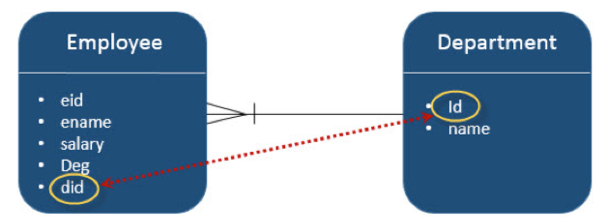 Employee
• eid
• ename
• salary
• Deg
• did
Department
• Id
• name